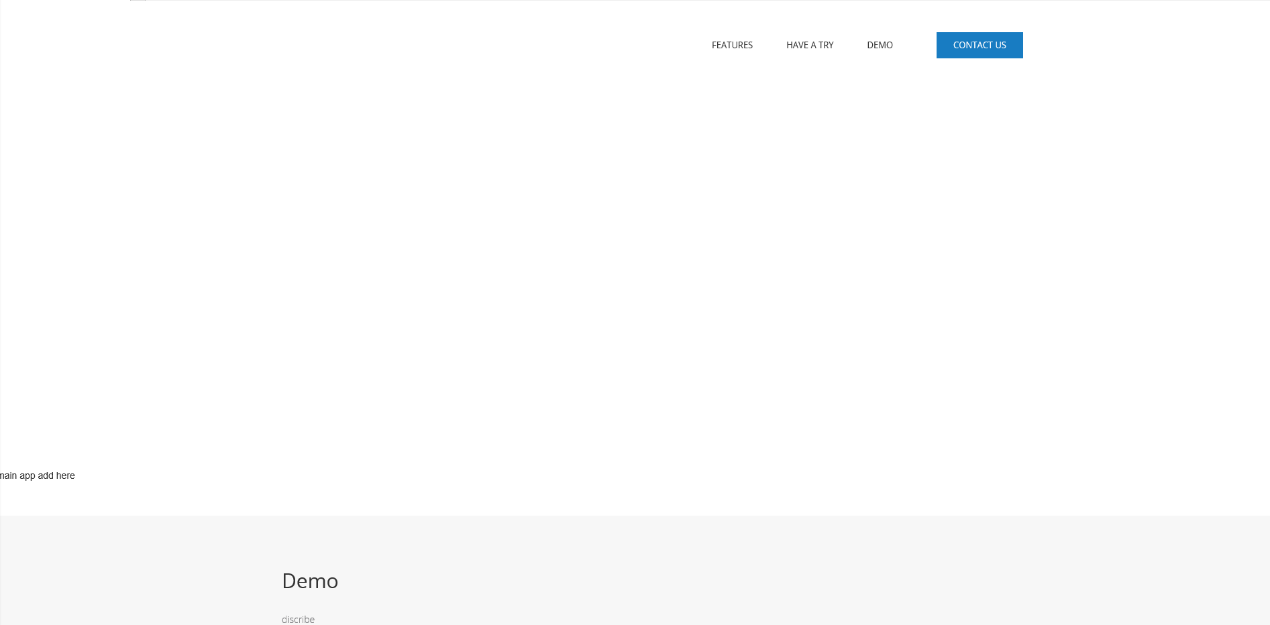 FEATURES HAVE A TRY DEMO CONTACT US
main app add here
Demo
discribe